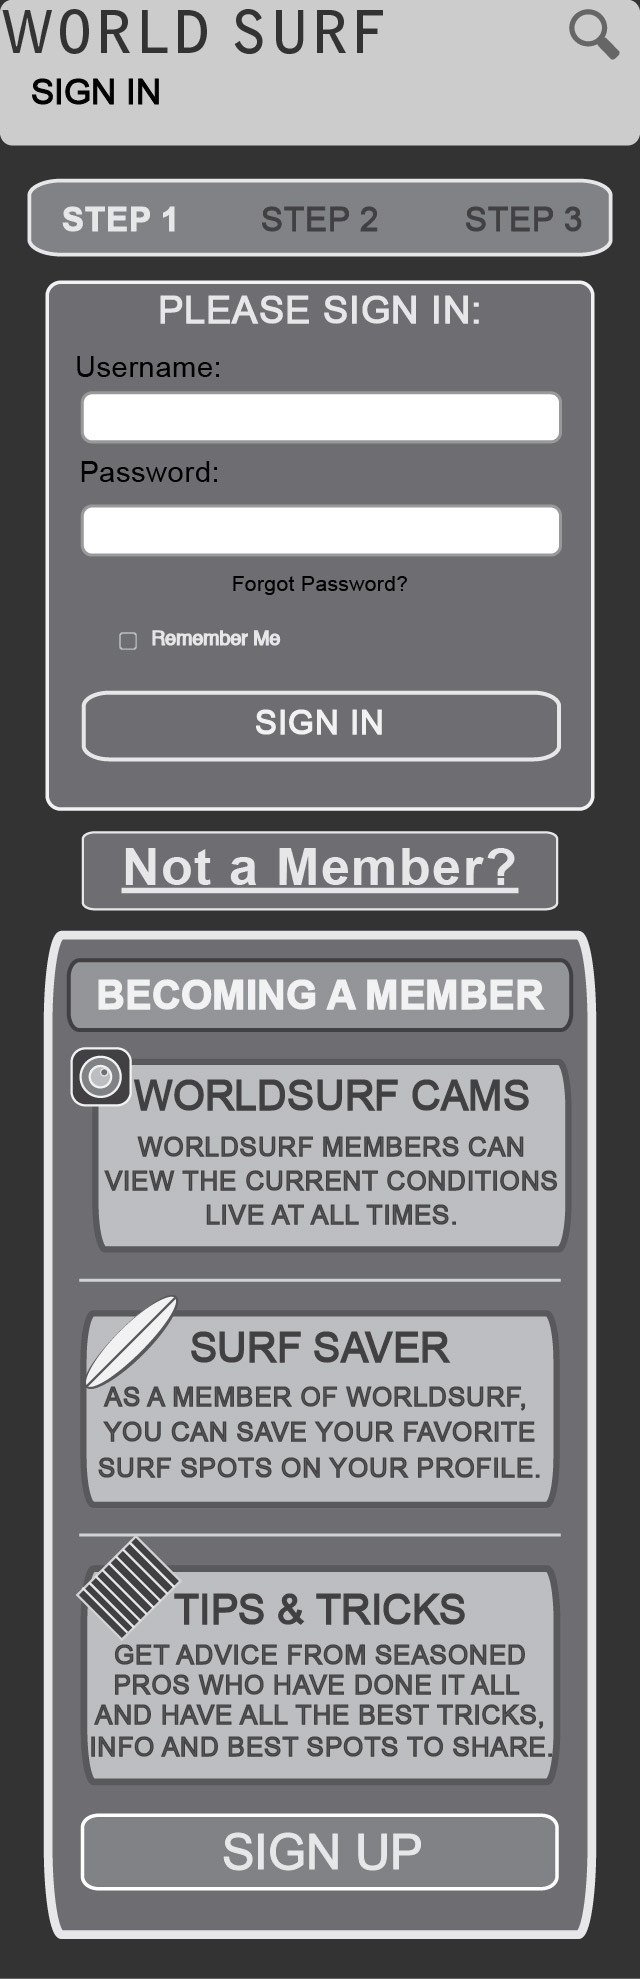 WORLD SURF
SIGN IN
STEP 1 STEP 2 STEP 3
PLEASE SIGN IN:
Username:
Password:
Forgot Password?
Remember Me
SIGN IN
Not a Member?
BECOMING A MEMBER
WORLDSURF CAMS
WORLDSURF MEMBERS CAN
VIEW THE CURRENT CONDITIONS
LIVE AT ALL TIMES.
SURF SAVER
AS A MEMBER OF WORLDSURF,
YOU CAN SAVE YOUR FAVORITE
SURF SPOTS ON YOUR PROFILE.
TIPS & TRICKS
GET ADVICE FROM SEASONED
PROS WHO HAVE DONE IT ALL
AND HAVE ALL THE BEST TRICKS,
INFO AND BEST SPOTS TO SHARE.
SIGN UP